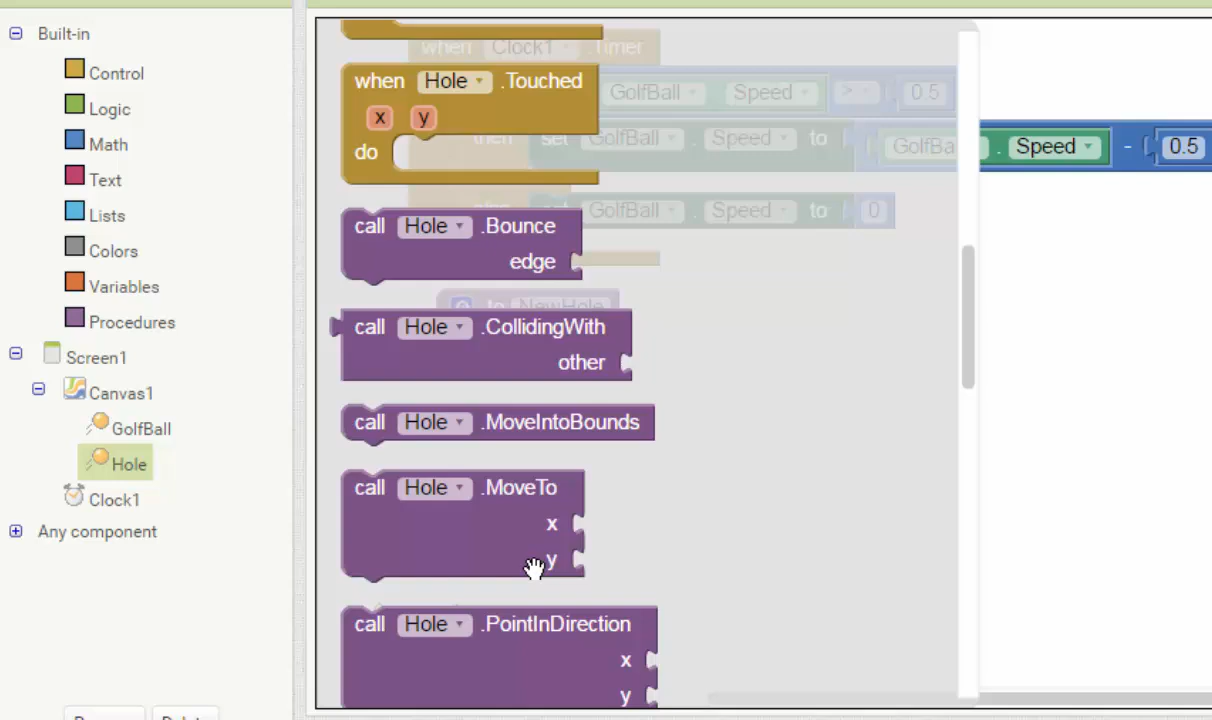 Built-in
Control
Logic
Math
Text
Lists
Colors
Variables
Procedures
Screen1
Canvas1
GolfBall
Hole
Clock1
Any component
when Clock1 .Timer
when Hole .Touched
x y
do
GolfBall . Speed > 0.5
then set GolfBall . Speed to
. Speed - 0.5
else set GolfBall . Speed to 0
call Hole .Bounce
edge
to NewHole
call Hole .CollidingWith
other
call Hole .MoveIntoBounds
call Hole .MoveTo
x
y
call Hole .PointInDirection
x
y